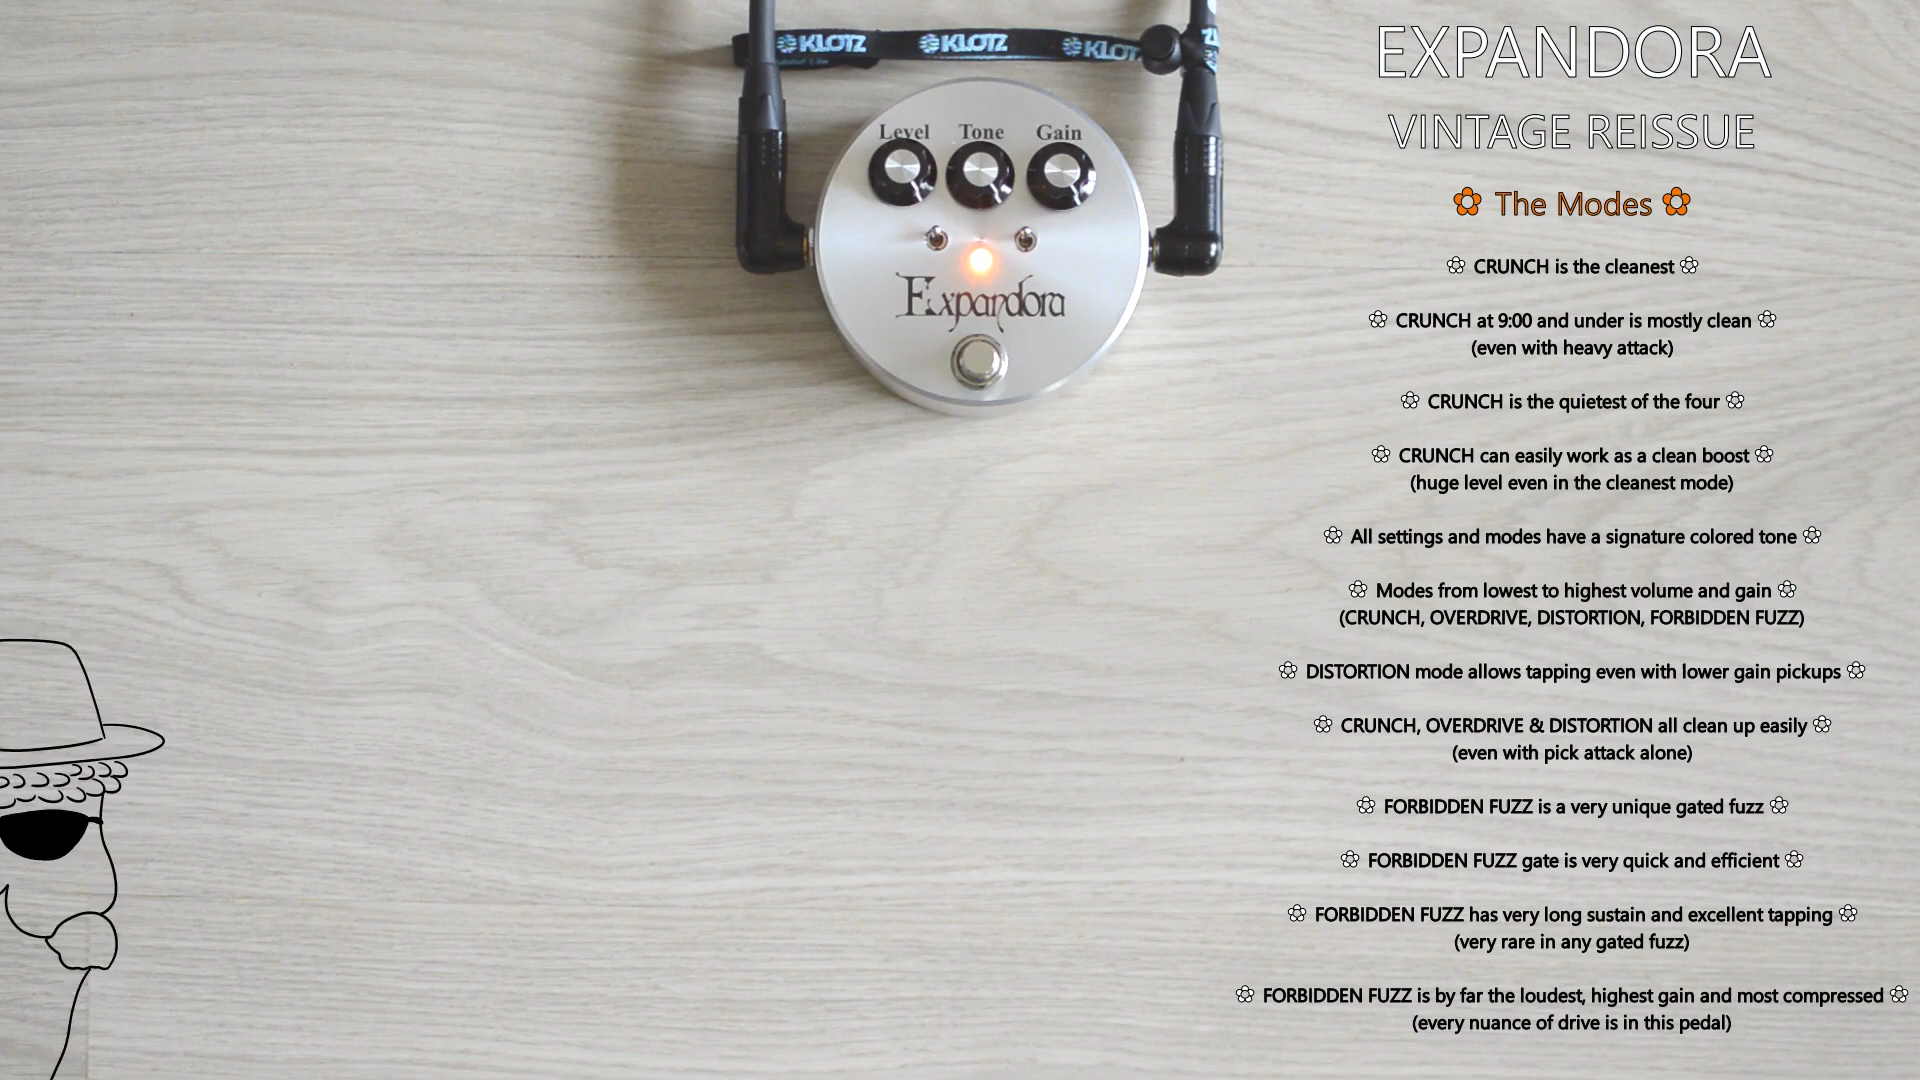 KLOTZ KLOTZ KLOTZ
Level Tone Gain
Expandora
EXPANDORA
VINTAGE REISSUE
The Modes
CRUNCH is the cleanest
CRUNCH at 9:00 and under is mostly clean
(even with heavy attack)
CRUNCH is the quietest of the four
CRUNCH can easily work as a clean boost
(huge level even in the cleanest mode)
All settings and modes have a signature colored tone
Modes from lowest to highest volume and gain
(CRUNCH, OVERDRIVE, DISTORTION, FORBIDDEN FUZZ)
DISTORTION mode allows tapping even with lower gain pickups
CRUNCH, OVERDRIVE & DISTORTION all clean up easily
(even with pick attack alone)
FORBIDDEN FUZZ is a very unique gated fuzz
FORBIDDEN FUZZ gate is very quick and efficient
FORBIDDEN FUZZ has very long sustain and excellent tapping
(very rare in any gated fuzz)
FORBIDDEN FUZZ is by far the loudest, highest gain and most compressed
(every nuance of drive is in this pedal)